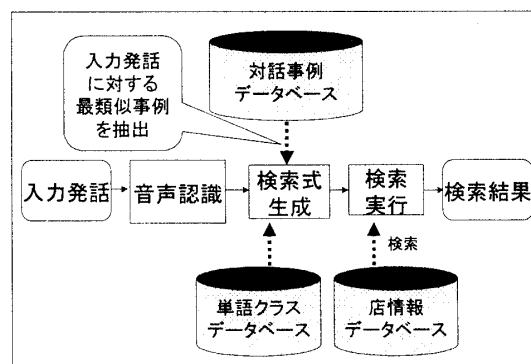 入力発話
に対する
最類似事例
を抽出
対話事例
データベース
入力発話
音声認識
検索式
生成
検索
実行
検索結果
検索
単語クラス
データベース
店情報
データベース